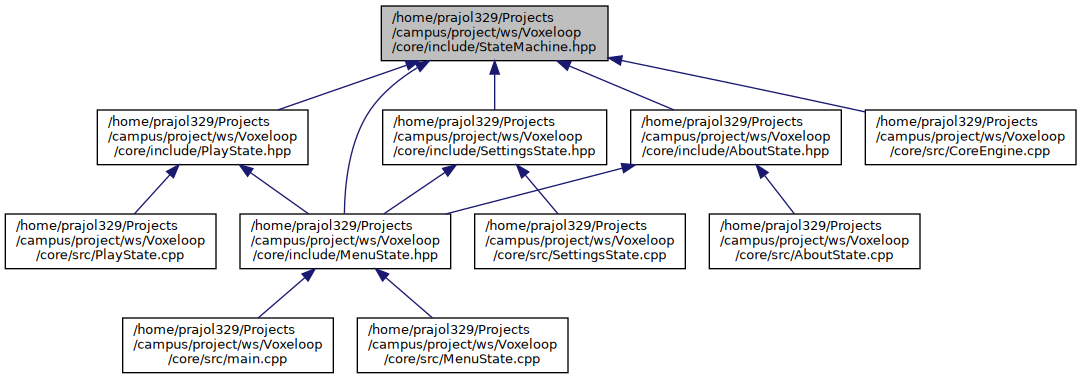 /home/prajol329/Projects
/campus/project/ws/Voxeloop
/core/include/StateMachine.hpp
/home/prajol329/Projects
/campus/project/ws/Voxeloop
/core/include/PlayState.hpp
/home/prajol329/Projects
/campus/project/ws/Voxeloop
/core/include/SettingsState.hpp
/home/prajol329/Projects
/campus/project/ws/Voxeloop
/core/include/AboutState.hpp
/home/prajol329/Projects
/campus/project/ws/Voxeloop
/core/src/CoreEngine.cpp
/home/prajol329/Projects
/campus/project/ws/Voxeloop
/core/src/PlayState.cpp
/home/prajol329/Projects
/campus/project/ws/Voxeloop
/core/include/MenuState.hpp
/home/prajol329/Projects
/campus/project/ws/Voxeloop
/core/src/SettingsState.cpp
/home/prajol329/Projects
/campus/project/ws/Voxeloop
/core/src/AboutState.cpp
/home/prajol329/Projects
/campus/project/ws/Voxeloop
/core/src/main.cpp
/home/prajol329/Projects
/campus/project/ws/Voxeloop
/core/src/MenuState.cpp